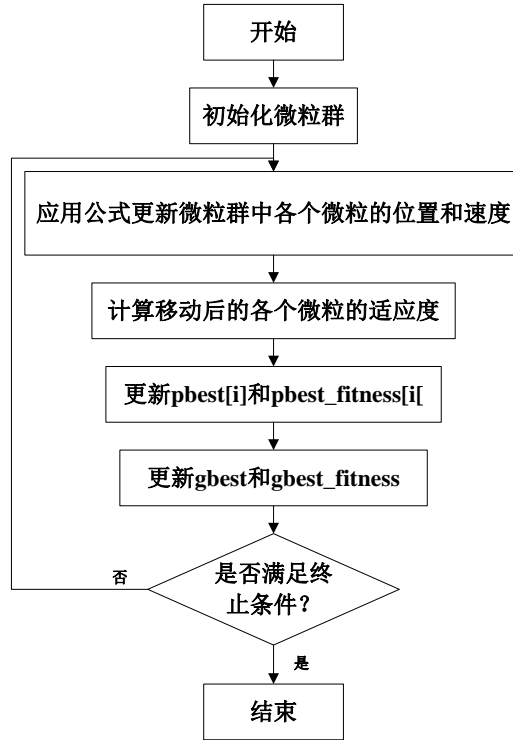 开始
初始化微粒群
应用公式更新微粒群中各个微粒的位置和速度
计算移动后的各个微粒的适应度
更新pbest[i]和pbest_fitness[i[
更新gbest和gbest_fitness
否
是否满足终
止条件？
是
结束